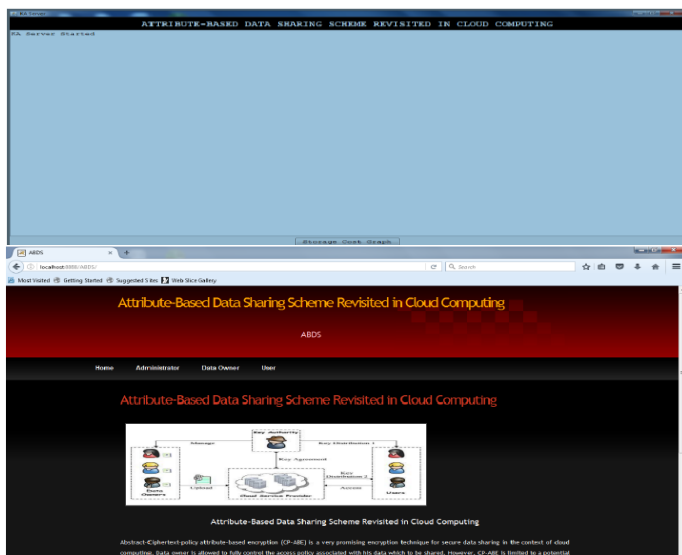 ATTRIBUTE-BASED DATA SHARING SCHEME REVISITED IN CLOUD COMPUTING
KA Server Started
Storage Cost Graph
ABDS
localhost:8080/ABDS/
Search
Most Visited Getting Started Suggested Sites Web Slice Gallery
Attribute-Based Data Sharing Scheme Revisited in Cloud Computing
ABDS
Home Administrator Data Owner User
Attribute-Based Data Sharing Scheme Revisited in Cloud Computing
Key Authority
Manage Key Distribution 1
Key Agreement
Key
Upload Distribution 2
Data Access
Owners Cloud Service Provider Users
Attribute-Based Data Sharing Scheme Revisited in Cloud Computing
Abstract-Ciphertext-policy attribute-based encryption (CP-ABE) is a very promising encryption technique for secure data sharing in the context of cloud
computing. Data owner is allowed to fully control the access policy associated with his data which to be shared. However, CP-ABE is limited to a potential